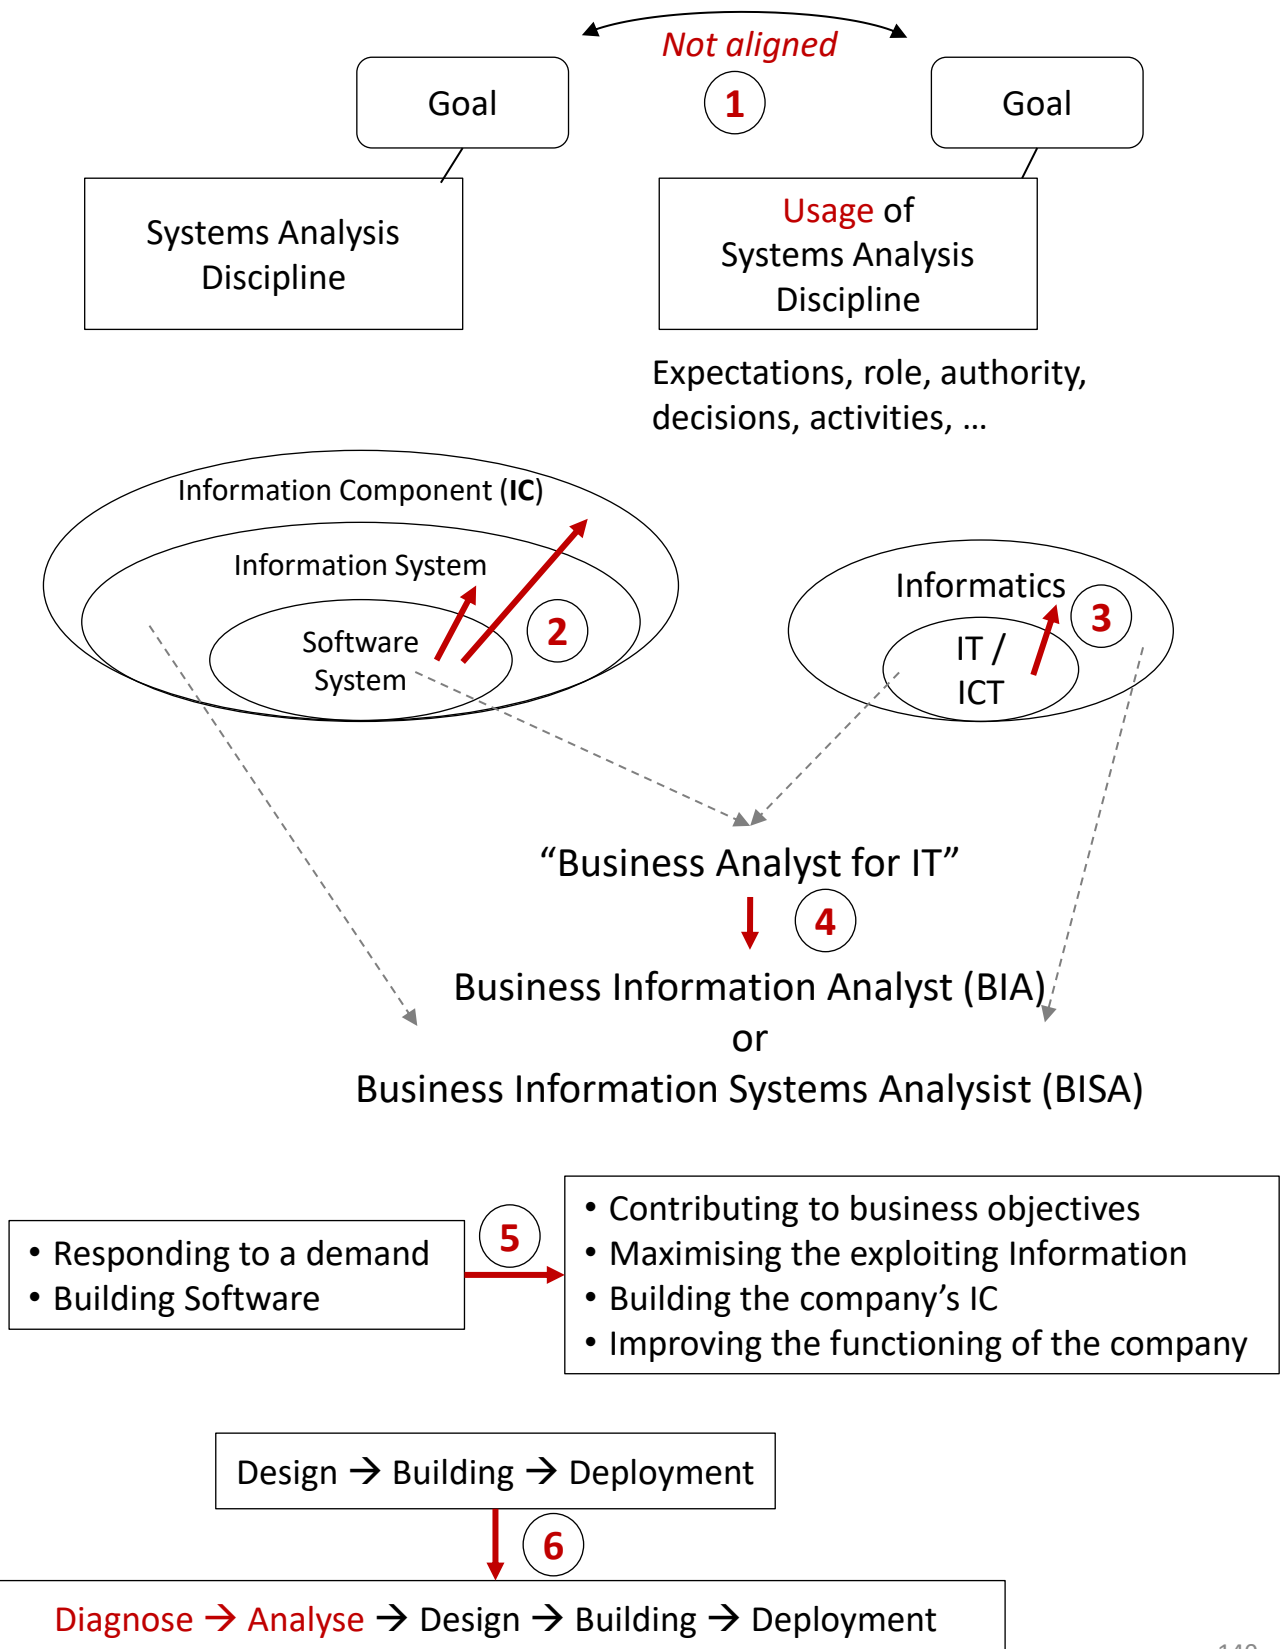 Not aligned
1
Goal
Goal
Systems Analysis
Discipline
Usage of
Systems Analysis
Discipline
Expectations, role, authority,
decisions, activities, …
Information Component (IC)
Information System
Software
System
2
Informatics
IT /
ICT
3
“Business Analyst for IT”
4
Business Information Analyst (BIA)
or
Business Information Systems Analysist (BISA)
• Responding to a demand
• Building Software
5
• Contributing to business objectives
• Maximising the exploiting Information
• Building the company’s IC
• Improving the functioning of the company
Design → Building → Deployment
6
Diagnose → Analyse → Design → Building → Deployment